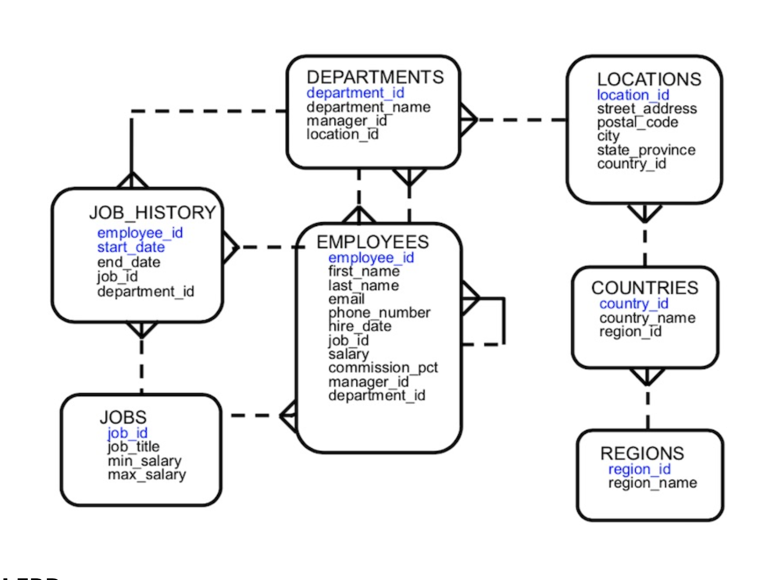 DEPARTMENTS
department_id
department_name
manager_id
location_id
LOCATIONS
location_id
street_address
postal_code
city
state_province
country_id
JOB_HISTORY
employee_id
start_date
end_date
job_id
department_id
EMPLOYEES
employee_id
first_name
last_name
email
phone_number
hire_date
job_id
salary
commission_pct
manager_id
department_id
COUNTRIES
country_id
country_name
region_id
JOBS
job_id
job_title
min_salary
max_salary
REGIONS
region_id
region_name